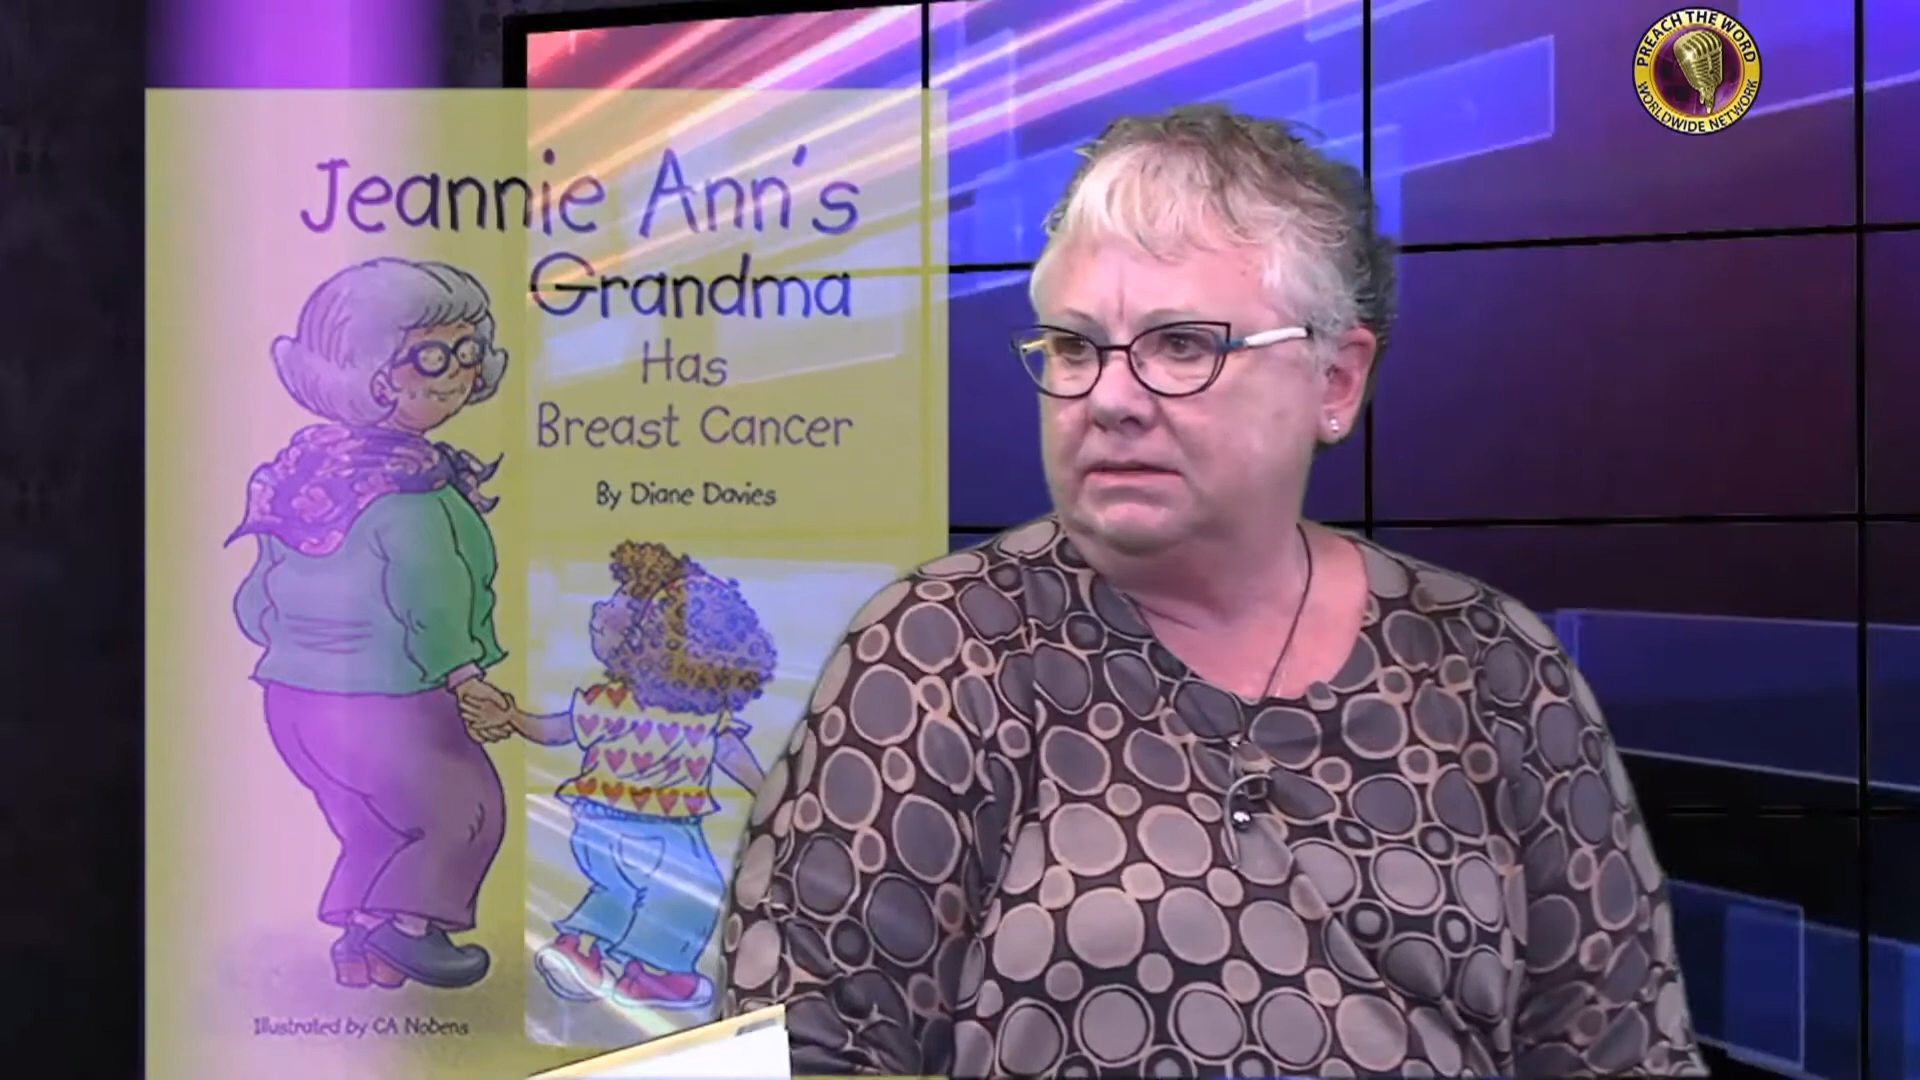 PREACH THE WORD
WORLDWIDE NETWORK
Jeannie Ann's
Grandma
Has
Breast Cancer
By Diane Davies
Illustrated by CA Nobens